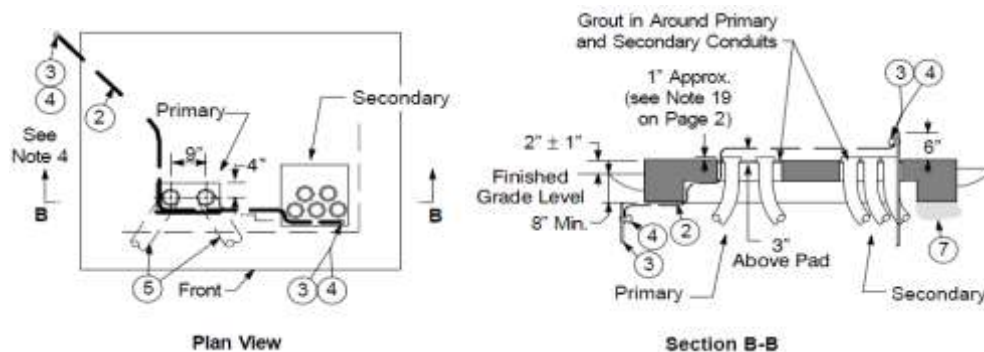 3
4
2
Primary
Secondary
See
Note 4
9"
4"
B
B
5
Front
3
4
Plan View
Grout in Around Primary
and Secondary Conduits
1" Approx.
(see Note 19
on Page 2)
3
4
2" ± 1"
6"
Finished
Grade Level
8" Min.
4
2
3
7
3"
Above Pad
Primary
Secondary
Section B-B